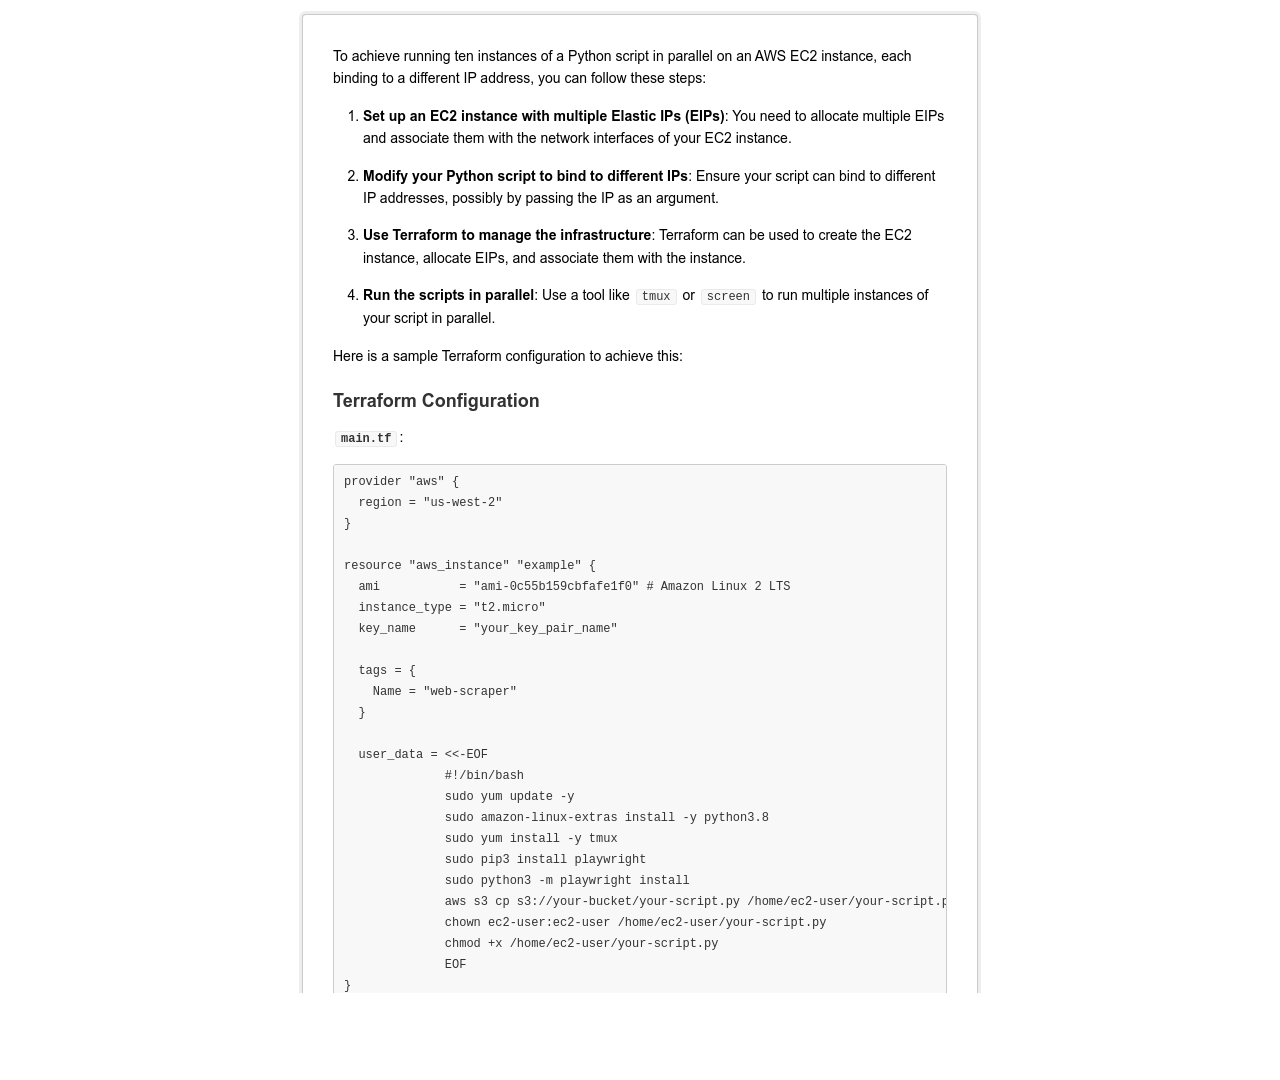 To achieve running ten instances of a Python script in parallel on an AWS EC2 instance, each
binding to a different IP address, you can follow these steps:
1. Set up an EC2 instance with multiple Elastic IPs (EIPs): You need to allocate multiple EIPs
and associate them with the network interfaces of your EC2 instance.
2. Modify your Python script to bind to different IPs: Ensure your script can bind to different
IP addresses, possibly by passing the IP as an argument.
3. Use Terraform to manage the infrastructure: Terraform can be used to create the EC2
instance, allocate EIPs, and associate them with the instance.
4. Run the scripts in parallel: Use a tool like tmux or screen to run multiple instances of
your script in parallel.
Here is a sample Terraform configuration to achieve this:
Terraform Configuration
main.tf :
provider "aws" {
  region = "us-west-2"
}

resource "aws_instance" "example" {
  ami           = "ami-0c55b159cbfafe1f0" # Amazon Linux 2 LTS
  instance_type = "t2.micro"
  key_name      = "your_key_pair_name"

  tags = {
    Name = "web-scraper"
  }

  user_data = <<-EOF
              #!/bin/bash
              sudo yum update -y
              sudo amazon-linux-extras install -y python3.8
              sudo yum install -y tmux
              sudo pip3 install playwright
              sudo python3 -m playwright install
              aws s3 cp s3://your-bucket/your-script.py /home/ec2-user/your-script.p
              chown ec2-user:ec2-user /home/ec2-user/your-script.py
              chmod +x /home/ec2-user/your-script.py
              EOF
}